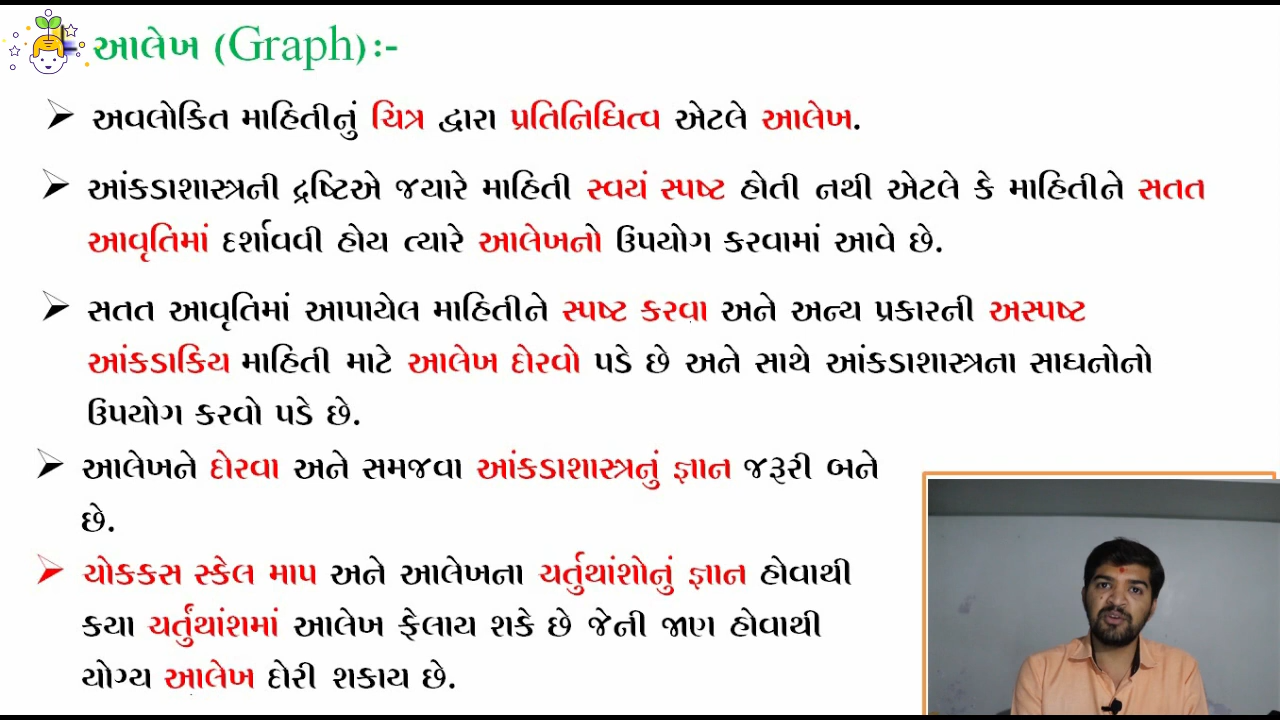 આલેખ (Graph):-
➢ અવલોકિત માહિતીનું ચિત્ર દ્વારા પ્રતિનિધિત્વ એટલે આલેખ.
➢ આંકડાશાસ્ત્રની દ્રષ્ટિએ જયારે માહિતી સ્વયં સ્પષ્ટ હોતી નથી એટલે કે માહિતીને સતત
આવૃતિમાં દર્શાવવી હોય ત્યારે આલેખનો ઉપયોગ કરવામાં આવે છે.
➢ સતત આવૃતિમાં આપાયેલ માહિતીને સ્પષ્ટ કરવા અને અન્ય પ્રકારની અસ્પષ્ટ
આંકડાકિય માહિતી માટે આલેખ દોરવો પડે છે અને સાથે આંકડાશાસ્ત્રના સાધનોનો
ઉપયોગ કરવો પડે છે.
➢ આલેખને દોરવા અને સમજવા આંકડાશાસ્ત્રનું જ્ઞાન જરૂરી બને
છે.
➢ ચોકકસ સ્કેલ માપ અને આલેખના ચર્તુથાંશોનું જ્ઞાન હોવાથી
કયા ચર્તુંથાંશમાં આલેખ ફેલાય શકે છે જેની જાણ હોવાથી
યોગ્ય આલેખ દોરી શકાય છે.